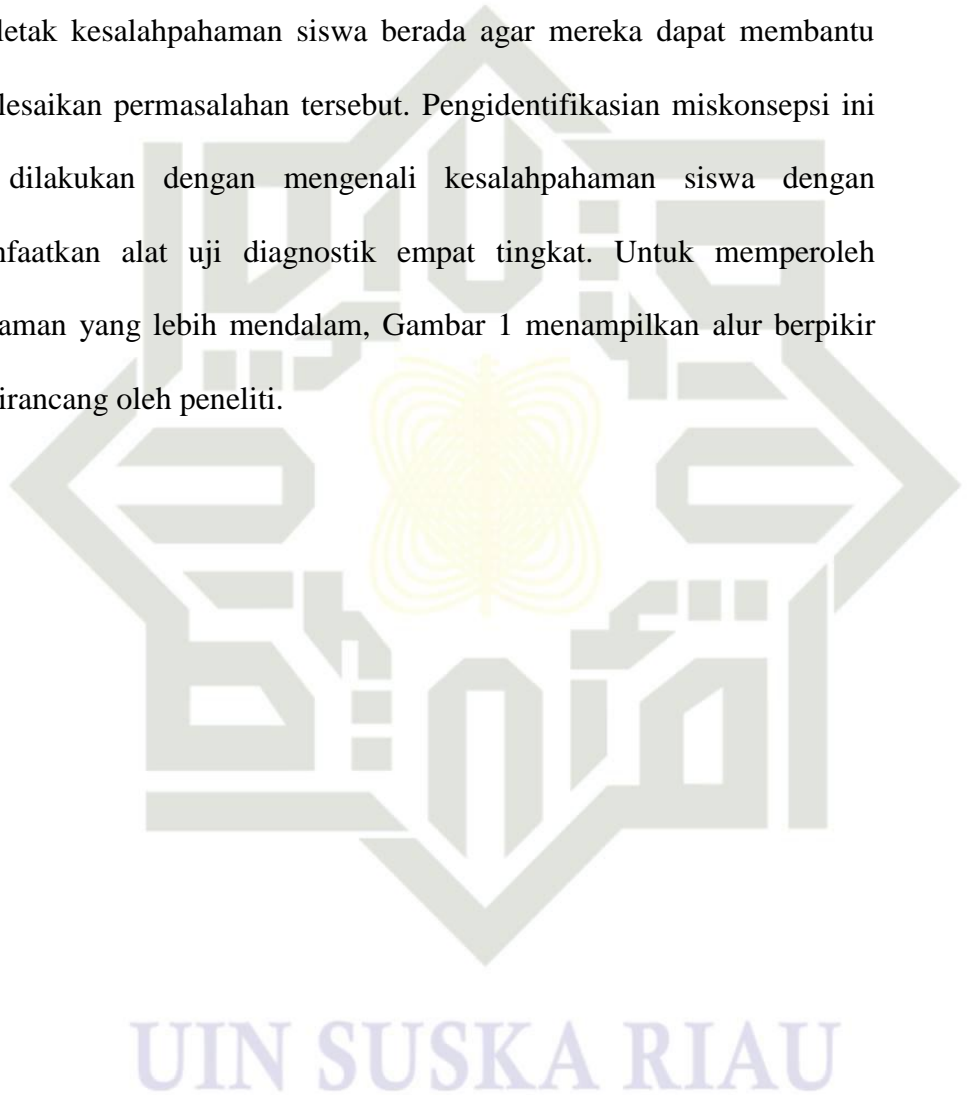 letak kesalahpahaman siswa berada agar mereka dapat membantu
lesaikan permasalahan tersebut. Pengidentifikasian miskonsepsi ini
dilakukan dengan mengenali kesalahpahaman siswa dengan
nfaatkan alat uji diagnostik empat tingkat. Untuk memperoleh
aman yang lebih mendalam, Gambar 1 menampilkan alur berpikir
irancang oleh peneliti.
UIN SUSKA RIAU